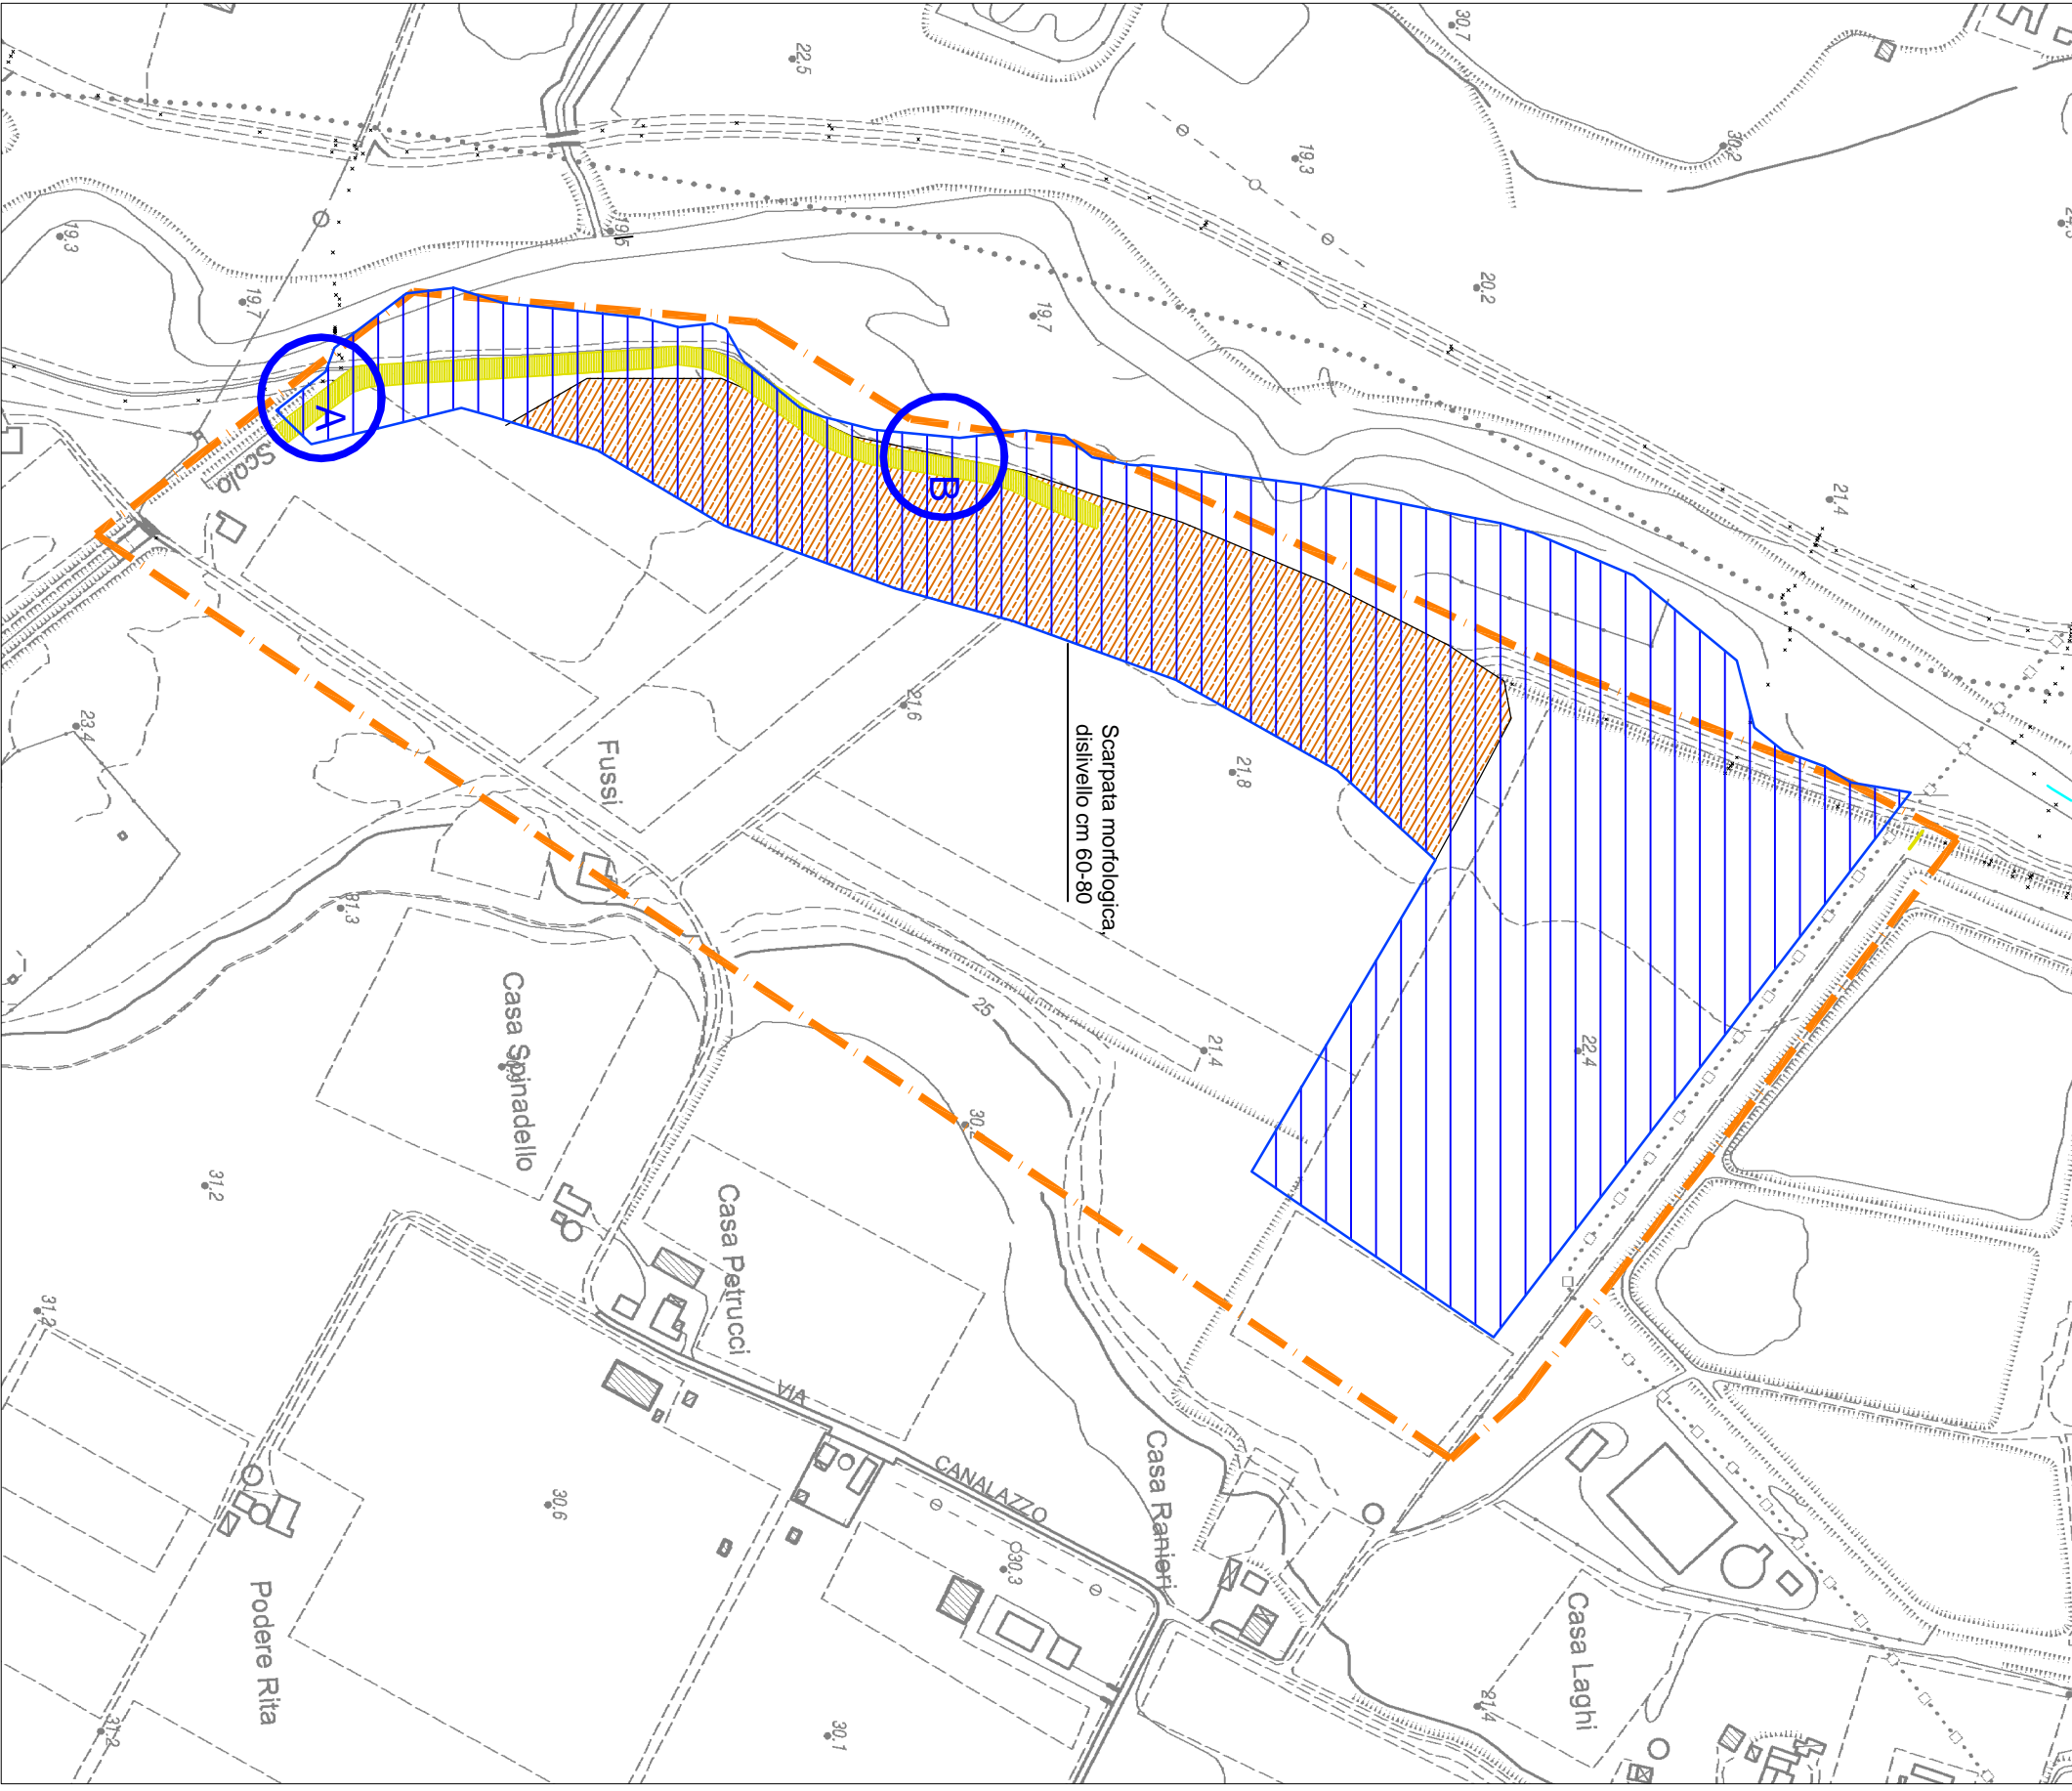 30.7
22.5
30.2
19.3
19.5
19.3
20.2
19.7
19.7
21.4
A
B
Scolo
21.6
23.4
Fussi
Scarpata morfologica,
dislivello cm 60-80
21.8
31.3
25
Casa Spinadello
21.4
22.4
30.2
31.2
Casa Petrucci
31.2
VIA
CANALAZZO
Casa Ranieri
30.6
30.3
Casa Laghi
Podere Rita
31.4
31.2
30.1